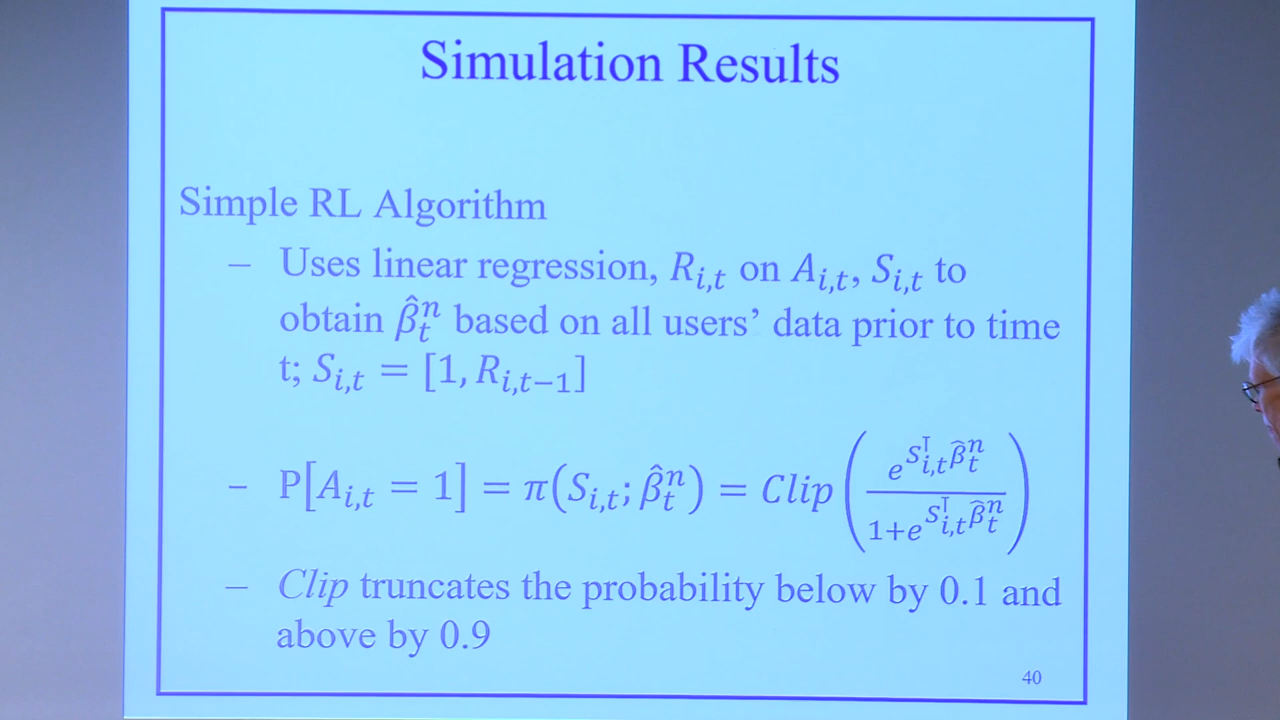 Simulation Results
Simple RL Algorithm
– Uses linear regression, R_{i,t} on A_{i,t}, S_{i,t} to
obtain β̂_t^n based on all users’ data prior to time
t; S_{i,t} = [1, R_{i,t−1}]
– P[A_{i,t} = 1] = π(S_{i,t}; β̂_t^n) = Clip(e^{S_{i,t}^⊺ β̂_t^n} / (1+e^{S_{i,t}^⊺ β̂_t^n}))
– Clip truncates the probability below by 0.1 and
above by 0.9
40